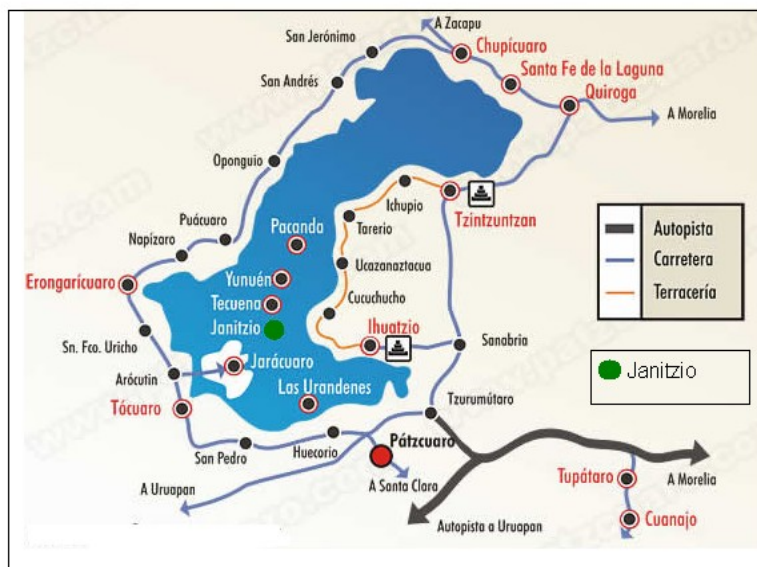 A Zacapu
San Jerónimo
Chupícuaro
Santa Fe de la Laguna
San Andrés
Quiroga
A Morelia
Oponguio
Ichupio
Tzintzuntzan
Puácuaro
Tarerio
Napízaro
Pacanda
Autopista
Carretera
Terracería
Ucazanaztacua
Erongarícuaro
Yunuén
Tecuena
Cucuchucho
Janitzio
Ihuatzio
Sanabria
Sn. Fco. Uricho
Jarácuaro
Janitzio
Arócutin
Las Urandenes
Tócuaro
Tzurumútaro
San Pedro
Huecorio
Pátzcuaro
A Santa Clara
A Uruapan
Tupátaro
A Morelia
Autopista a Uruapan
Cuanajo